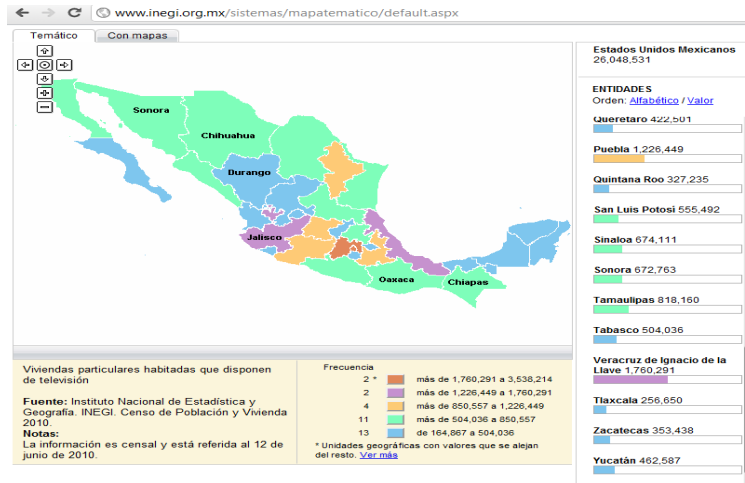 www.inegi.org.mx/sistemas/mapatematico/default.aspx
Temático
Con mapas
Sonora
Chihuahua
Durango
Jalisco
Oaxaca
Chiapas
Viviendas particulares habitadas que disponen
de televisión
Fuente: Instituto Nacional de Estadística y
Geografía. INEGI. Censo de Población y Vivienda
2010.
Notas:
La información es censal y está referida al 12 de
junio de 2010.
Frecuencia
2 * más de 1,760,291 a 3,538,214
2 más de 1,226,449 a 1,760,291
4 más de 850,557 a 1,226,449
11 más de 504,036 a 850,557
13 de 164,867 a 504,036
* Unidades geográficas con valores que se alejan
del resto. Ver más
Estados Unidos Mexicanos
26,048,531
ENTIDADES
Orden: Alfabético / Valor
Querétaro 422,501
Puebla 1,226,449
Quintana Roo 327,235
San Luis Potosí 555,492
Sinaloa 674,111
Sonora 672,763
Tamaulipas 818,160
Tabasco 504,036
Veracruz de Ignacio de la
Llave 1,760,291
Tlaxcala 256,650
Zacatecas 353,438
Yucatán 462,587